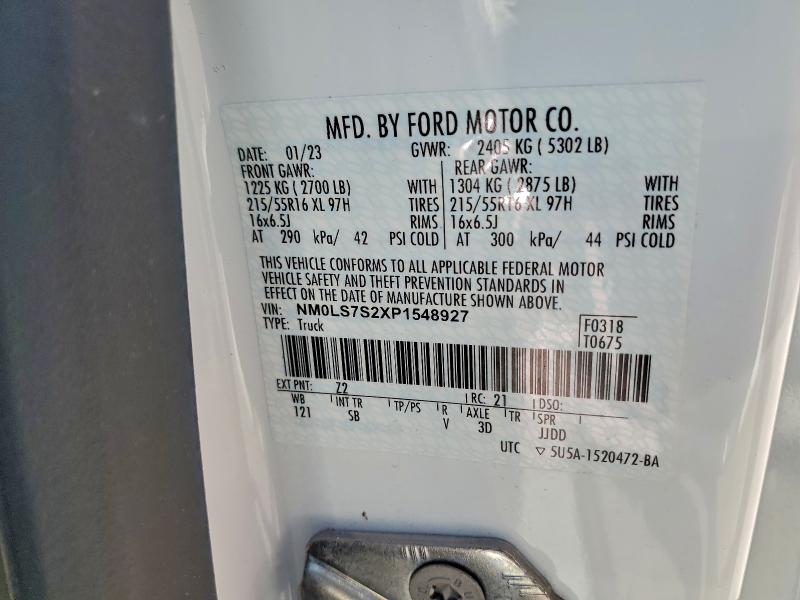 MFD. BY FORD MOTOR CO.
DATE: 01/23 GVWR: 2405 KG ( 5302 LB)
FRONT GAWR: REAR GAWR:
1225 KG ( 2700 LB) WITH 1304 KG ( 2875 LB) WITH
215/55R16 XL 97H TIRES 215/55R16 XL 97H TIRES
16x6.5J RIMS 16x6.5J RIMS
AT 290 kPa/ 42 PSI COLD AT 300 kPa/ 44 PSI COLD
THIS VEHICLE CONFORMS TO ALL APPLICABLE FEDERAL MOTOR
VEHICLE SAFETY AND THEFT PREVENTION STANDARDS IN
EFFECT ON THE DATE OF MANUFACTURE SHOWN ABOVE.
VIN: NM0LS7S2XP1548927 F0318
TYPE: Truck T0675
EXT PNT: Z2 RC: 21 DSO:
WB INT TR TP/PS R AXLE TR SPR
121 SB V 3D JJDD
UTC ▽ 5U5A-1520472-BA